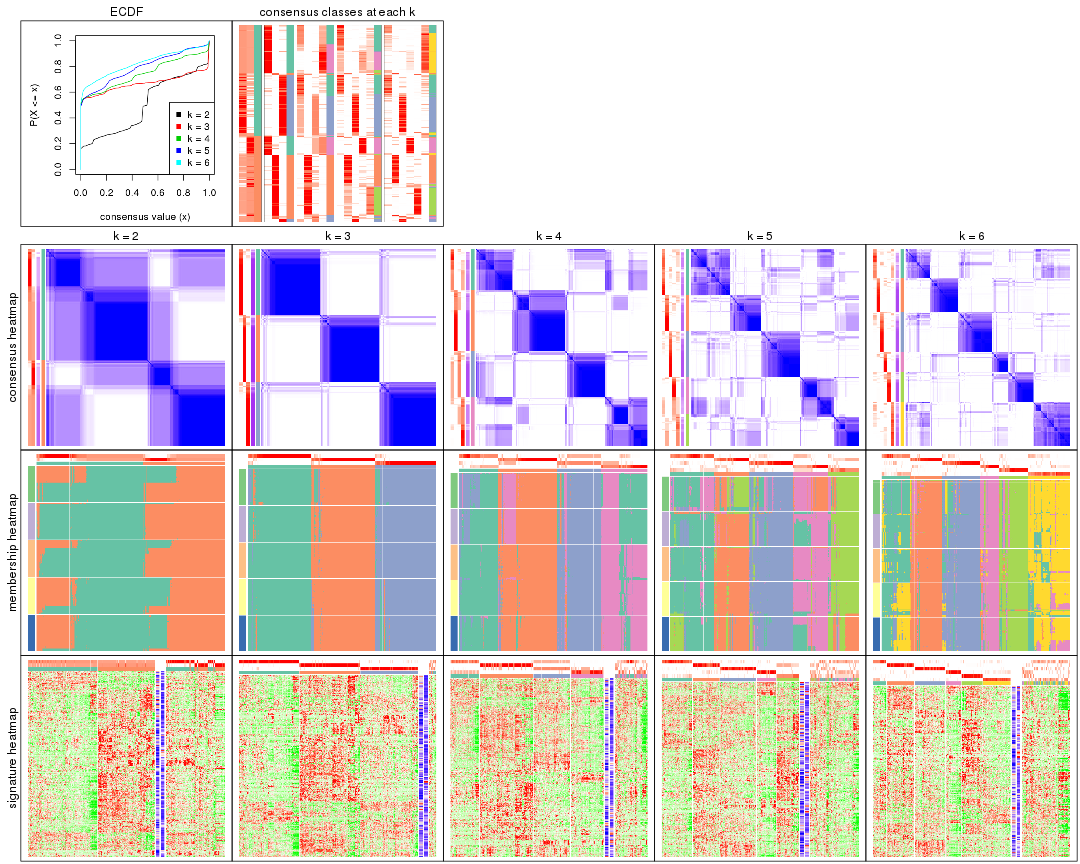 ECDF
consensus classes at each k
P(X <= x)
1.0
0.8
0.6
0.4
0.2
0.0
k = 2
k = 3
k = 4
k = 5
k = 6
0.0 0.2 0.4 0.6 0.8 1.0
consensus value (x)
k = 2
k = 3
k = 4
k = 5
k = 6
consensus heatmap
membership heatmap
signature heatmap